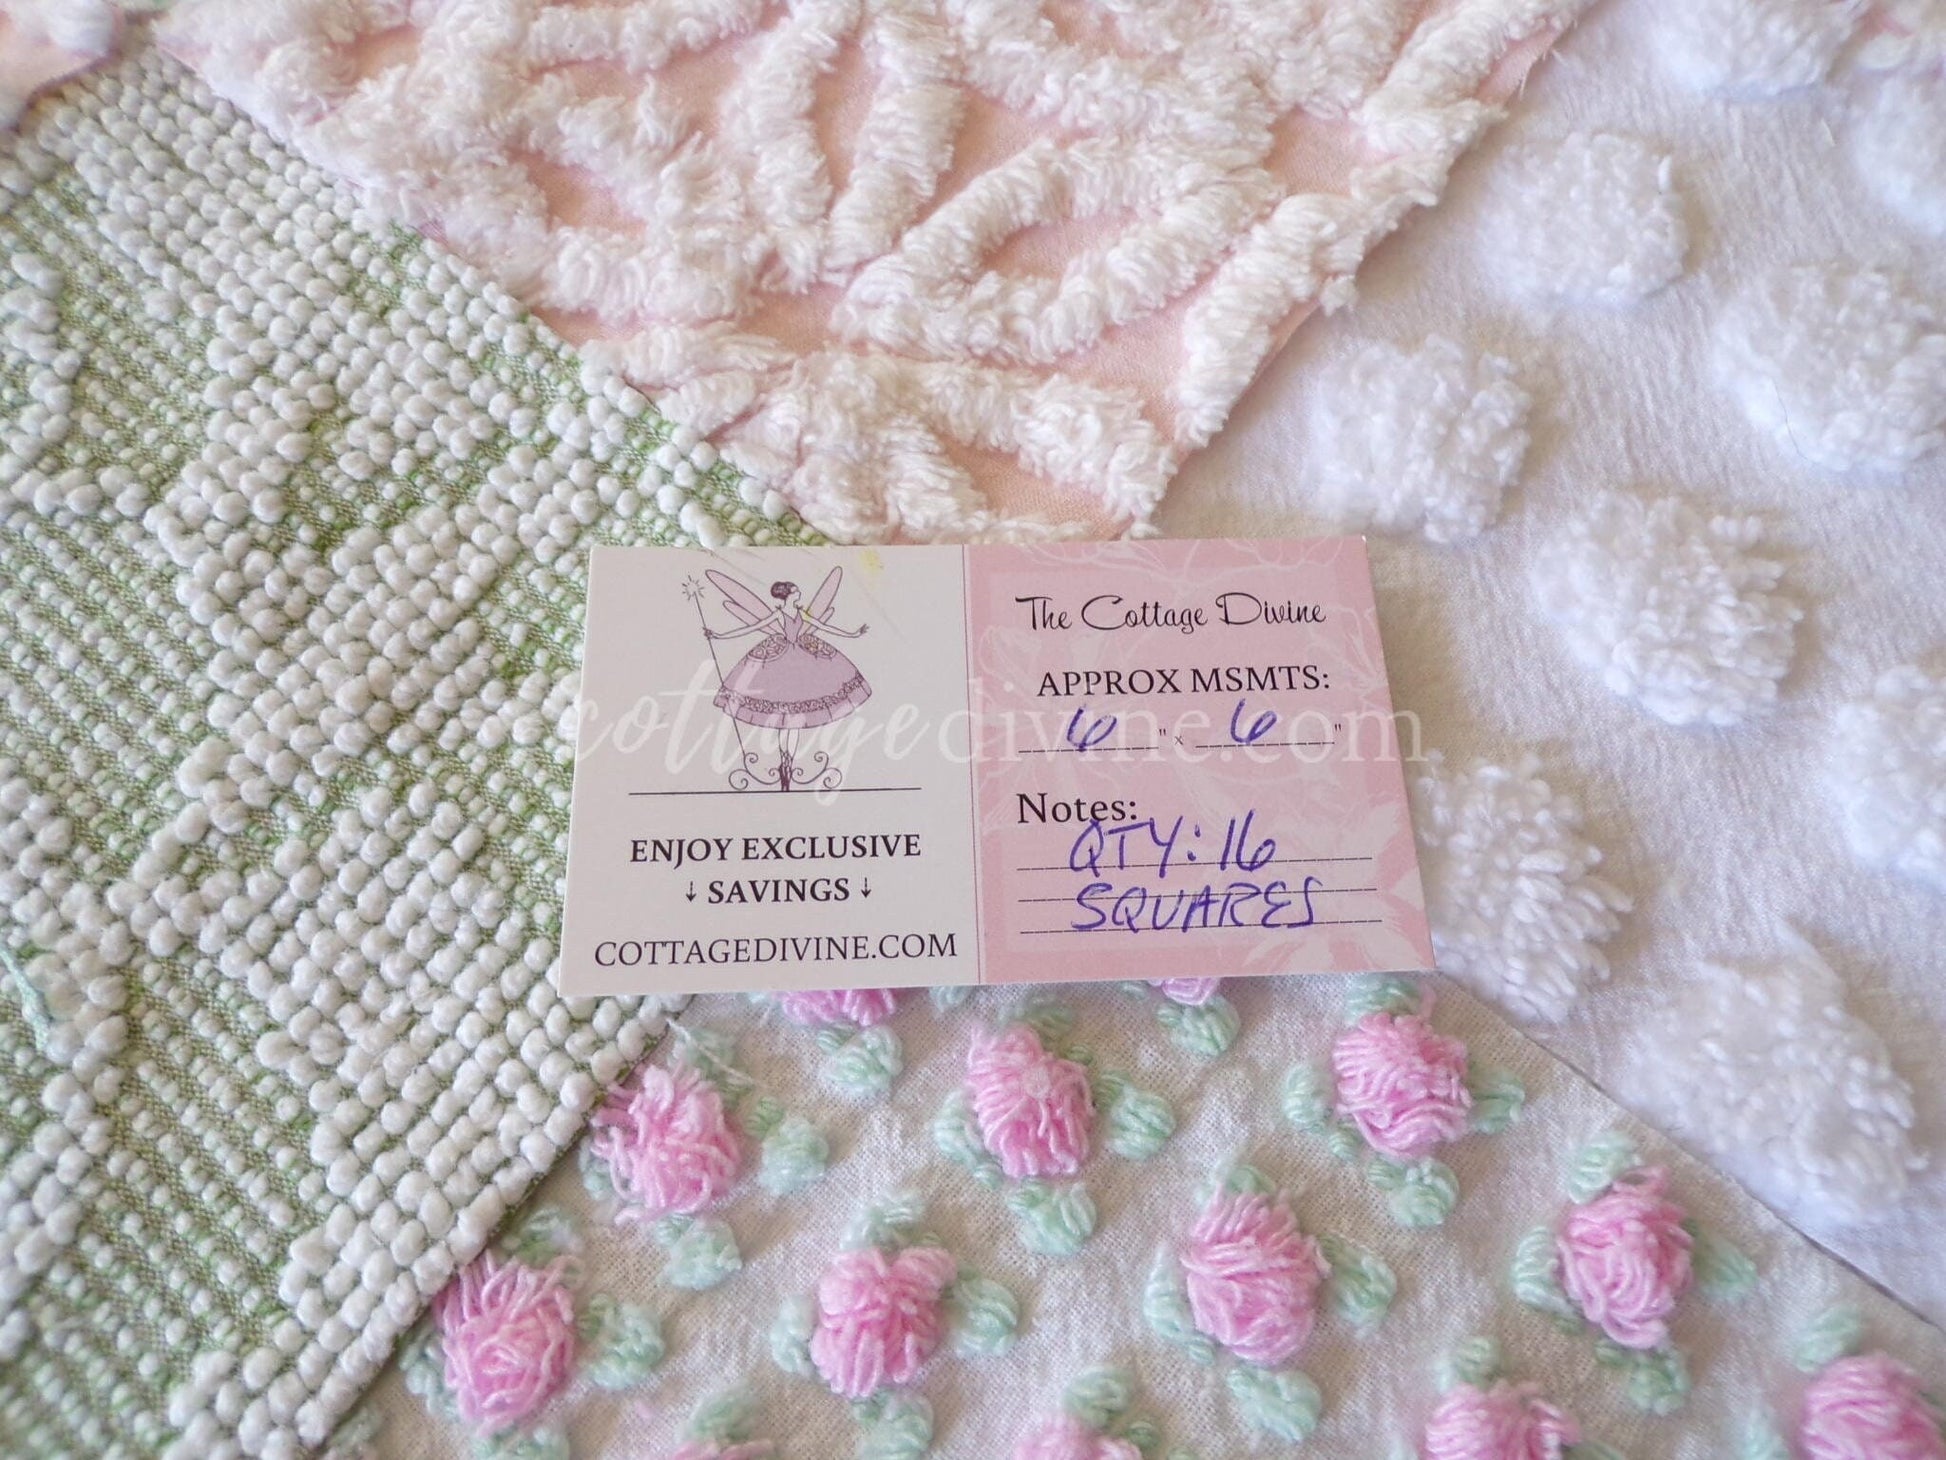 The Cottage Divine
APPROX MSMTS:
6 " x 6 "
Notes:
QTY: 16
SQUARES
ENJOY EXCLUSIVE
↓ SAVINGS ↓
COTTAGEDIVINE.COM
cottagedivine.com